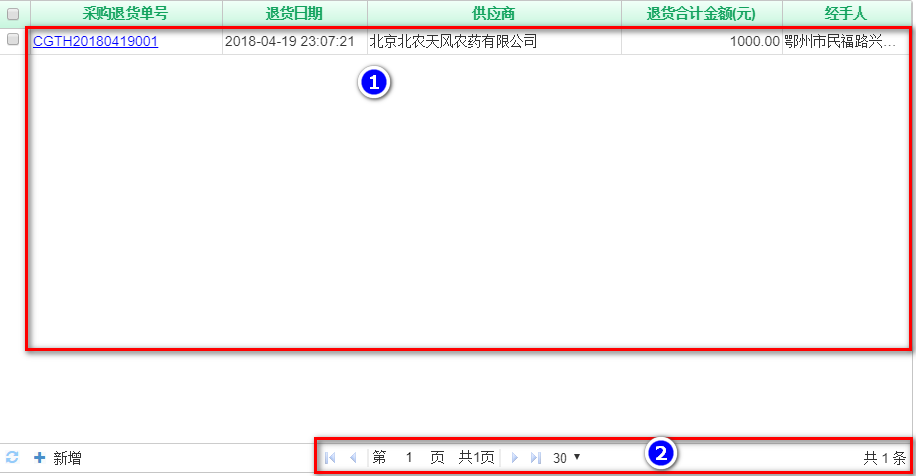 采购退货单号 退货日期 供应商 退货合计金额(元) 经手人
CGTH20180419001 2018-04-19 23:07:21 北京北农天风农药有限公司 1000.00 鄂州市民福路兴...
1
新增 第 1 页 共1页 30 2 共 1 条